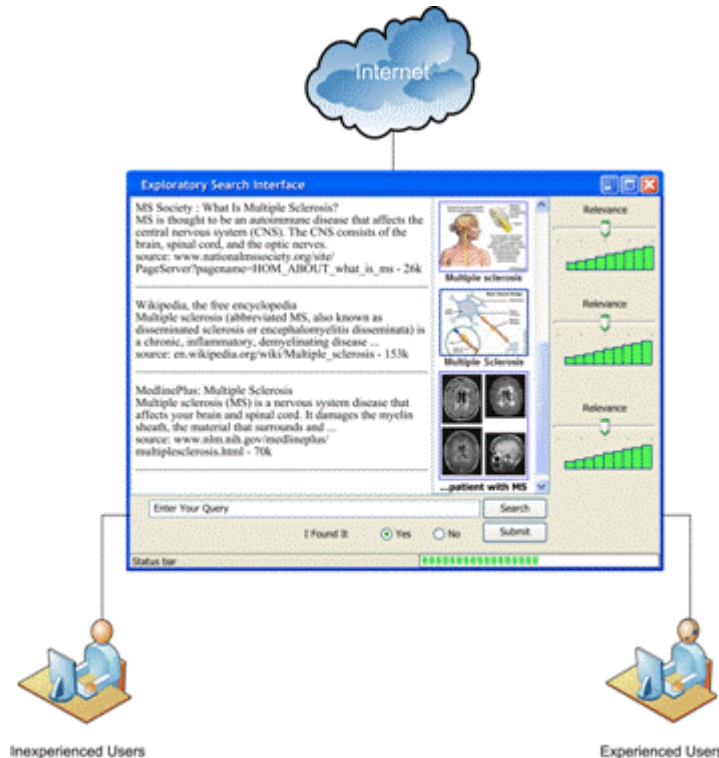 Internet
Exploratory Search Interface
MS Society : What Is Multiple Sclerosis?
MS is thought to be an autoimmune disease that affects the
central nervous system (CNS). The CNS consists of the
brain, spinal cord, and the optic nerves.
source: www.nationalmssociety.org/site/
PageServer?pagename=HOM_ABOUT_what_is_ms - 26k
Wikipedia, the free encyclopedia
Multiple sclerosis (abbreviated MS, also known as
disseminated sclerosis or encephalomyelitis disseminata) is
a chronic, inflammatory, demyelinating disease ...
source: en.wikipedia.org/wiki/Multiple_sclerosis - 153k
MedlinePlus: Multiple Sclerosis
Multiple sclerosis (MS) is a nervous system disease that
affects your brain and spinal cord. It damages the myelin
sheath, the material that surrounds and ...
source: www.nlm.nih.gov/medlineplus/
multiplesclerosis.html - 70k
Multiple sclerosis
Multiple Sclerosis
...patient with MS
Relevance
Relevance
Relevance
Enter Your Query
Search
I Found It Yes No Submit
Status bar
Inexperienced Users
Experienced Users